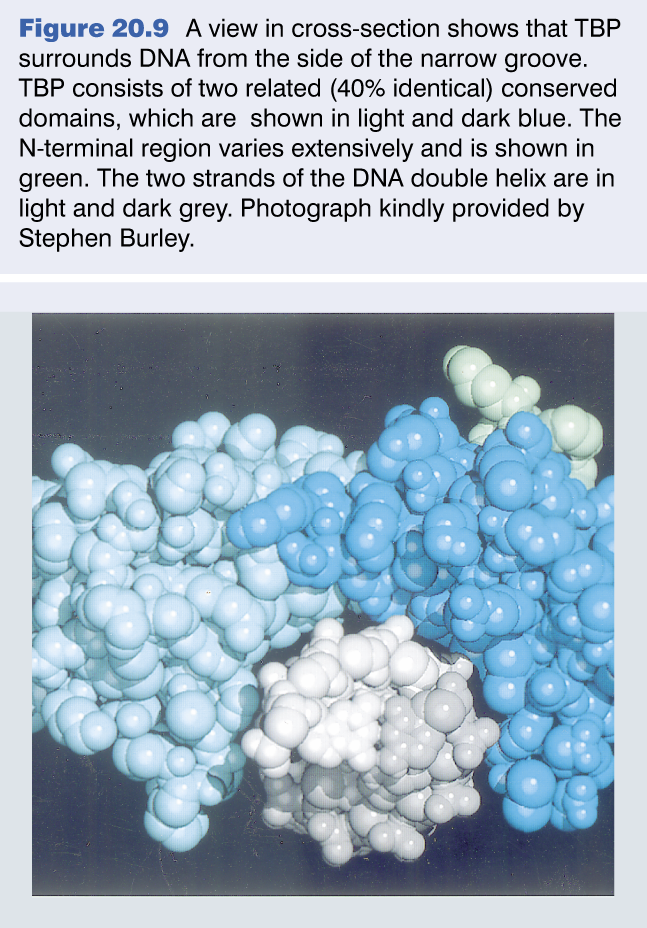 Figure 20.9 A view in cross-section shows that TBP
surrounds DNA from the side of the narrow groove.
TBP consists of two related (40% identical) conserved
domains, which are shown in light and dark blue. The
N-terminal region varies extensively and is shown in
green. The two strands of the DNA double helix are in
light and dark grey. Photograph kindly provided by
Stephen Burley.